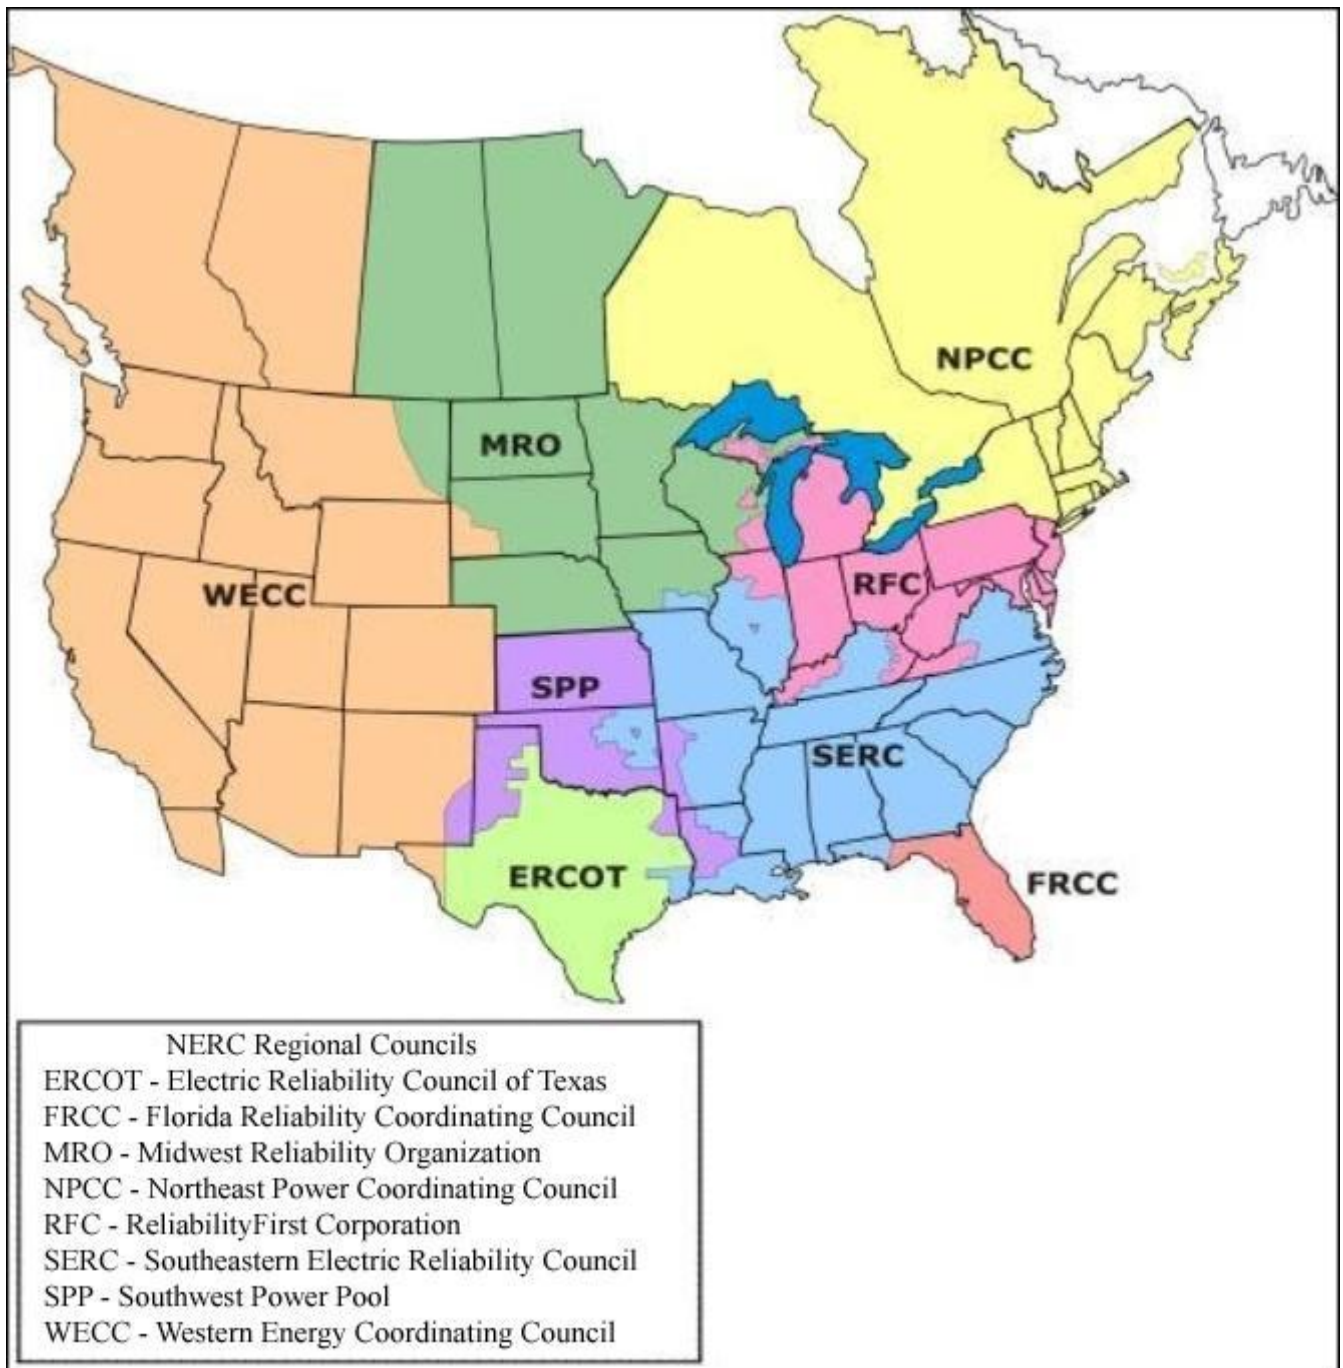 NPCC
MRO
WECC
RFC
SPP
SERC
ERCOT
FRCC
NERC Regional Councils
ERCOT - Electric Reliability Council of Texas
FRCC - Florida Reliability Coordinating Council
MRO - Midwest Reliability Organization
NPCC - Northeast Power Coordinating Council
RFC - ReliabilityFirst Corporation
SERC - Southeastern Electric Reliability Council
SPP - Southwest Power Pool
WECC - Western Energy Coordinating Council